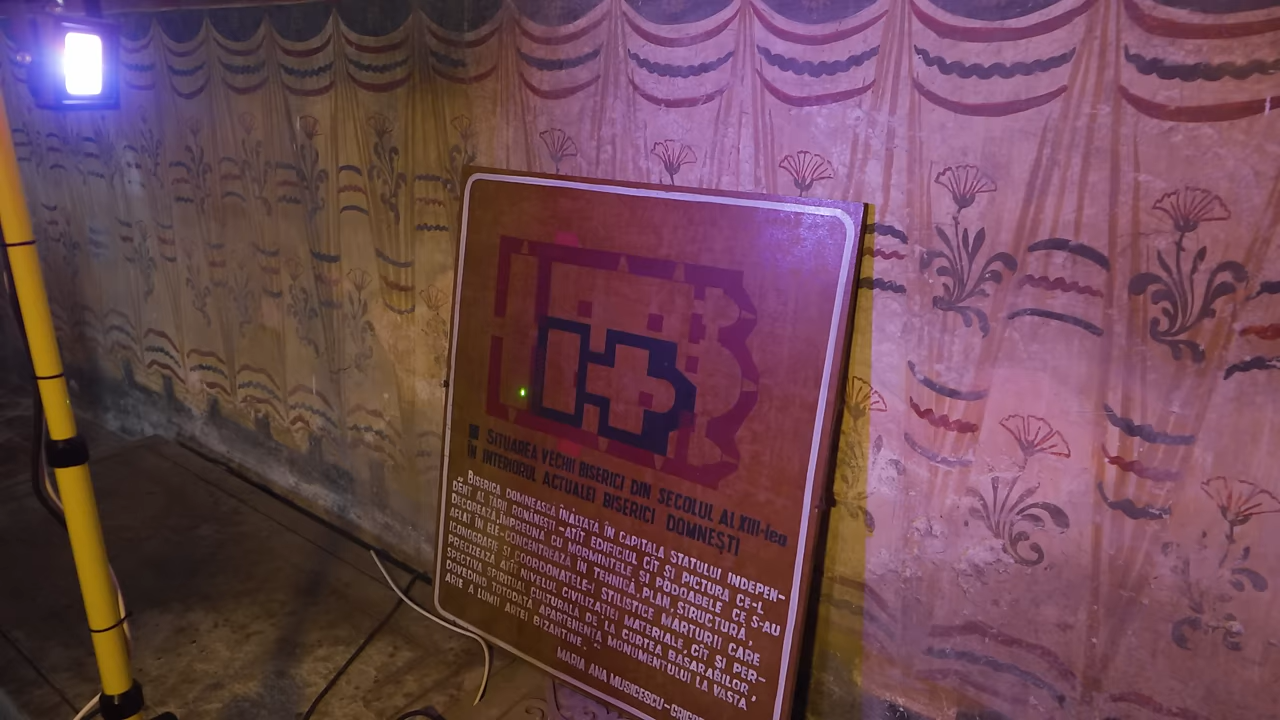 SITUAREA VECHII BISERICI DIN SECOLUL AL XIII-lea
ÎN INTERIORUL ACTUALEI BISERICI DOMNEȘTI
„BISERICA DOMNEASCĂ ÎNĂLȚATĂ ÎN CAPITALA STATULUI INDEPEN-
DENT AL ȚĂRII ROMÂNEȘTI -ATÎT EDIFICIUL CÎT ȘI PICTURA CE-L
DECOREAZĂ, ÎMPREUNĂ CU MORMINTELE ȘI PODOABELE CE S-AU
AFLAT ÎN ELE-CONCENTREAZĂ ÎN TEHNICĂ, PLAN, STRUCTURĂ,
ICONOGRAFIE ȘI COORDONATELE-I STILISTICE MĂRTURII CARE
PRECIZEAZĂ ATÎT NIVELUL CIVILIZAȚIEI MATERIALE, CÎT ȘI PER-
SPECTIVA SPIRITUAL CULTURALĂ DE LA CURTEA BASARABILOR,
DOVEDIND TOTODATĂ APARTENENȚA MONUMENTULUI LA VASTA
ARIE A LUMII ARTEI BIZANTINE."
MARIA ANA MUSICESCU-GRIGO